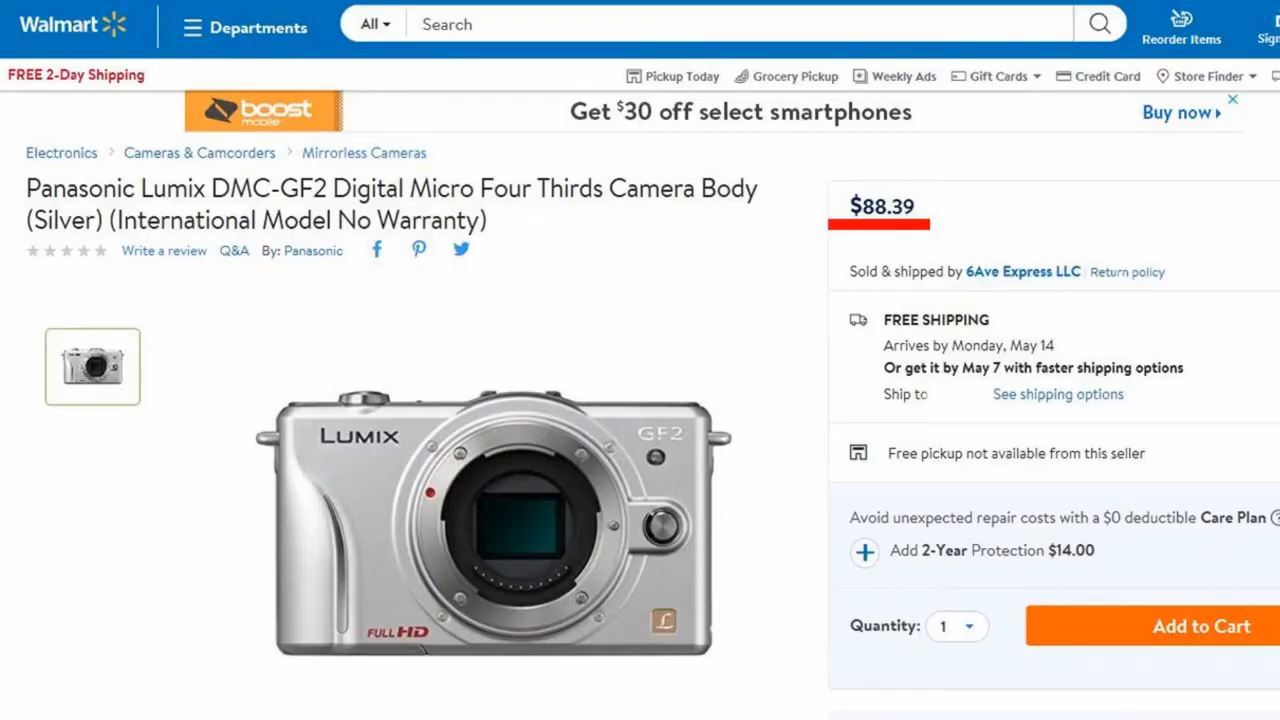 Walmart
Departments
All
Search
Reorder Items
Sign
FREE 2-Day Shipping
Pickup Today
Grocery Pickup
Weekly Ads
Gift Cards
Credit Card
Store Finder
boost
mobile
Get $30 off select smartphones
Buy now
Electronics
Cameras & Camcorders
Mirrorless Cameras
Panasonic Lumix DMC-GF2 Digital Micro Four Thirds Camera Body
(Silver) (International Model No Warranty)
Write a review
Q&A
By: Panasonic
LUMIX
GF2
FULL HD
L
$88.39
Sold & shipped by 6Ave Express LLC
Return policy
FREE SHIPPING
Arrives by Monday, May 14
Or get it by May 7 with faster shipping options
Ship to
See shipping options
Free pickup not available from this seller
Avoid unexpected repair costs with a $0 deductible Care Plan
Add 2-Year Protection $14.00
Quantity: 1
Add to Cart